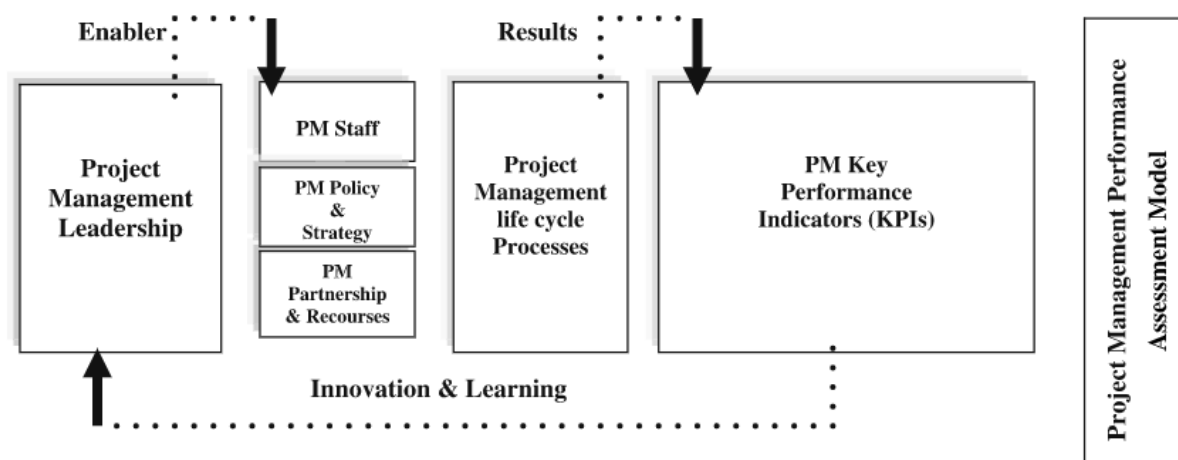 Enabler
Results
Project
Management
Leadership
PM Staff
PM Policy
&
Strategy
PM
Partnership
& Recourses
Project
Management
life cycle
Processes
PM Key
Performance
Indicators (KPIs)
Innovation & Learning
Project Management Performance
Assessment Model